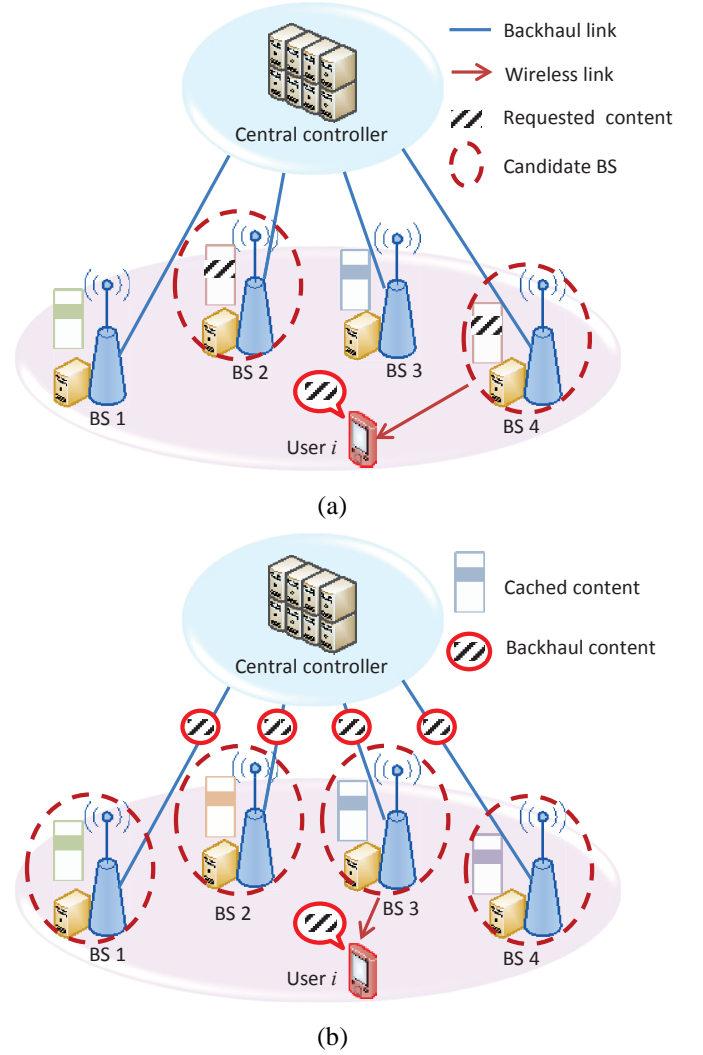 Backhaul link
Wireless link
Requested content
Candidate BS
Central controller
BS 1
BS 2
BS 3
BS 4
User i
(a)
Cached content
Backhaul content
Central controller
BS 1
BS 2
BS 3
BS 4
User i
(b)